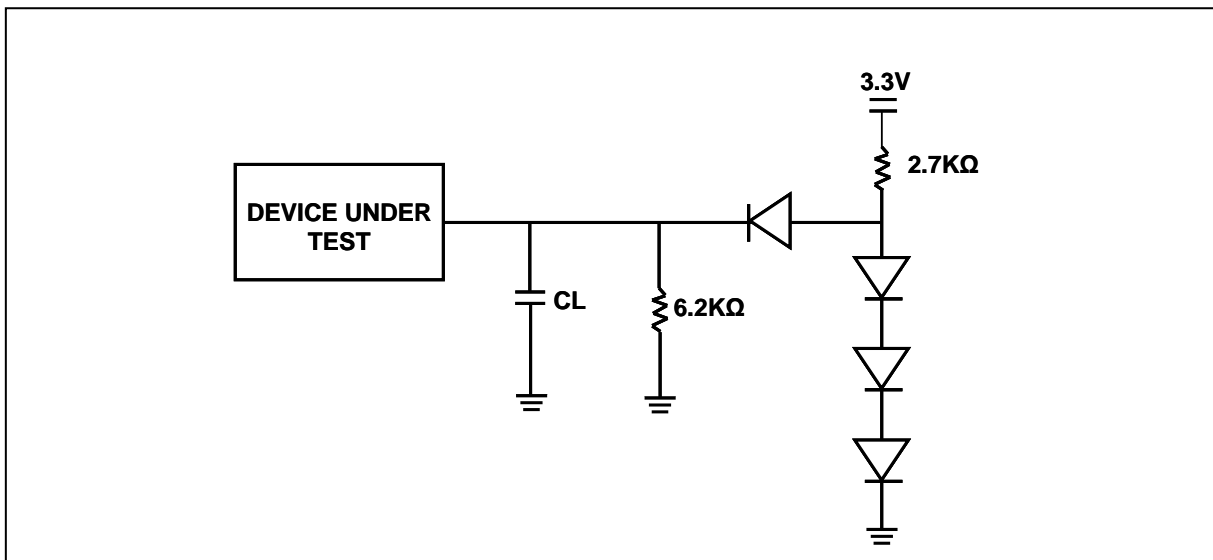 3.3V
2.7KΩ
DEVICE UNDER
TEST
CL
6.2KΩ